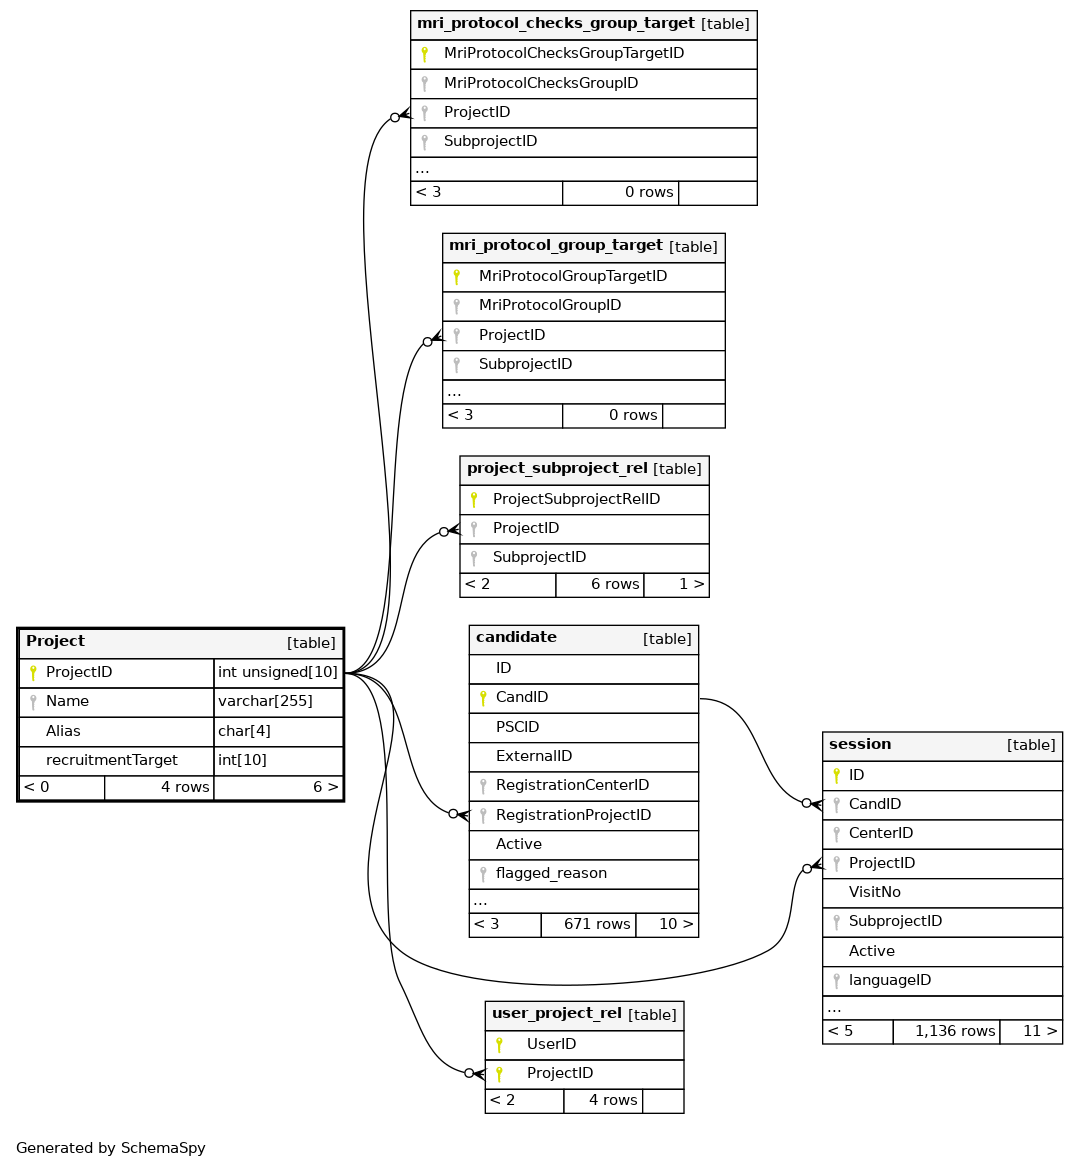 mri_protocol_checks_group_target [table]
MriProtocolChecksGroupTargetID
MriProtocolChecksGroupID
ProjectID
SubprojectID
...
< 3 0 rows
mri_protocol_group_target [table]
MriProtocolGroupTargetID
MriProtocolGroupID
ProjectID
SubprojectID
...
< 3 0 rows
project_subproject_rel [table]
ProjectSubprojectRelID
ProjectID
SubprojectID
< 2 6 rows 1 >
Project [table]
ProjectID int unsigned[10]
Name varchar[255]
Alias char[4]
recruitmentTarget int[10]
< 0 4 rows 6 >
candidate [table]
ID
CandID
PSCID
ExternalID
RegistrationCenterID
RegistrationProjectID
Active
flagged_reason
...
< 3 671 rows 10 >
session [table]
ID
CandID
CenterID
ProjectID
VisitNo
SubprojectID
Active
languageID
...
< 5 1,136 rows 11 >
user_project_rel [table]
UserID
ProjectID
< 2 4 rows
Generated by SchemaSpy